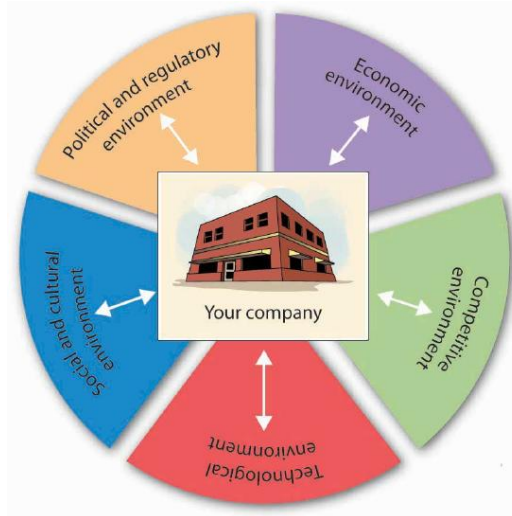 Political and regulatory
environment
Economic
environment
Competitive
environment
Technological
environment
Social and cultural
environment
Your company